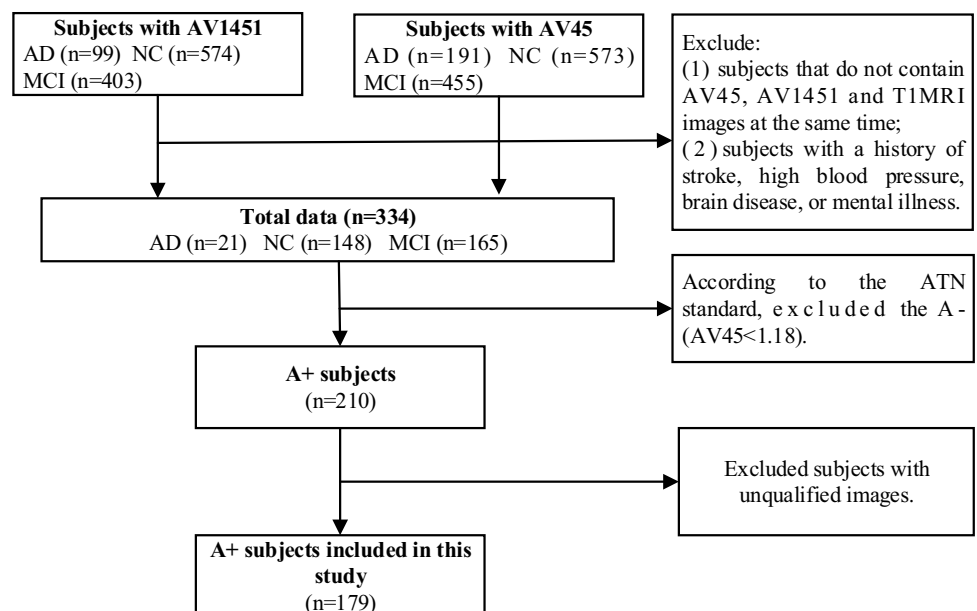 Subjects with AV1451
AD (n=99) NC (n=574)
MCI (n=403)
Subjects with AV45
AD (n=191) NC (n=573)
MCI (n=455)
Exclude:
(1) subjects that do not contain
AV45, AV1451 and T1MRI
images at the same time;
(2) subjects with a history of
stroke, high blood pressure,
brain disease, or mental illness.
Total data (n=334)
AD (n=21) NC (n=148) MCI (n=165)
According to the ATN
standard, excluded the A-
(AV45<1.18).
A+ subjects
(n=210)
Excluded subjects with
unqualified images.
A+ subjects included in this
study
(n=179)